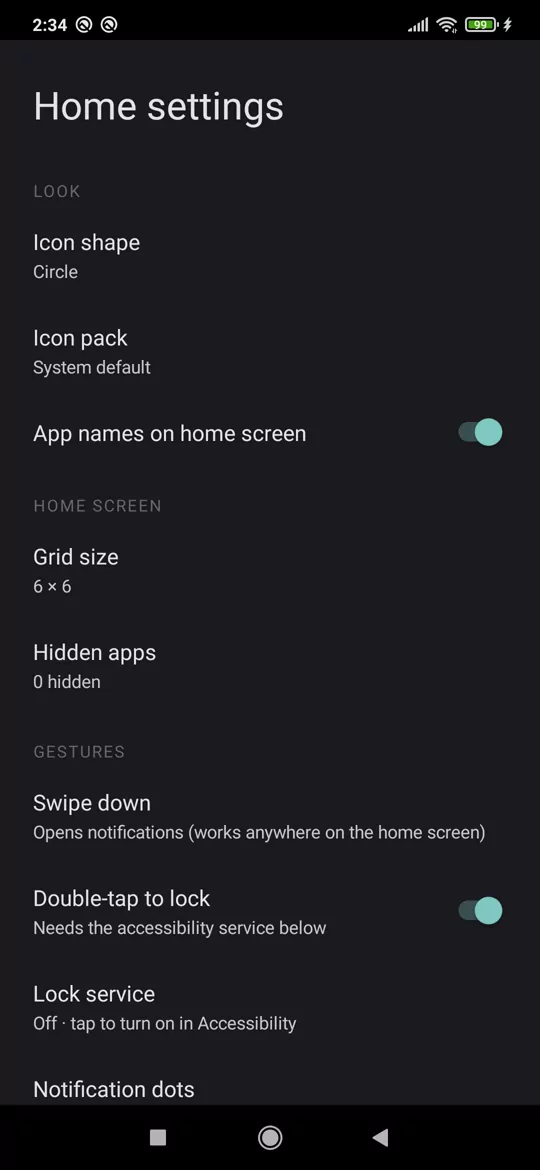 2:34
99
Home settings
LOOK
Icon shape
Circle
Icon pack
System default
App names on home screen
HOME SCREEN
Grid size
6 × 6
Hidden apps
0 hidden
GESTURES
Swipe down
Opens notifications (works anywhere on the home screen)
Double-tap to lock
Needs the accessibility service below
Lock service
Off · tap to turn on in Accessibility
Notification dots